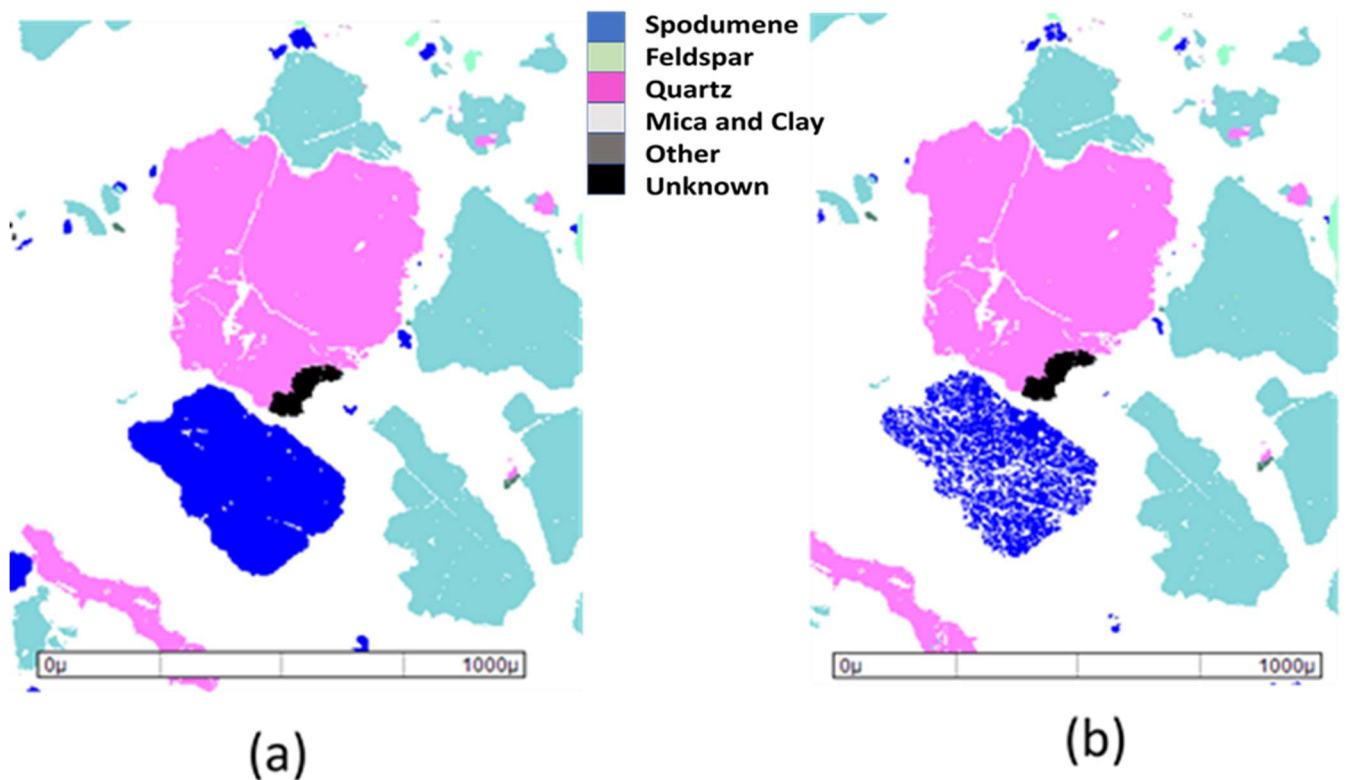 Spodumene
Feldspar
Quartz
Mica and Clay
Other
Unknown
0µ 1000µ
0µ 1000µ
(a)
(b)